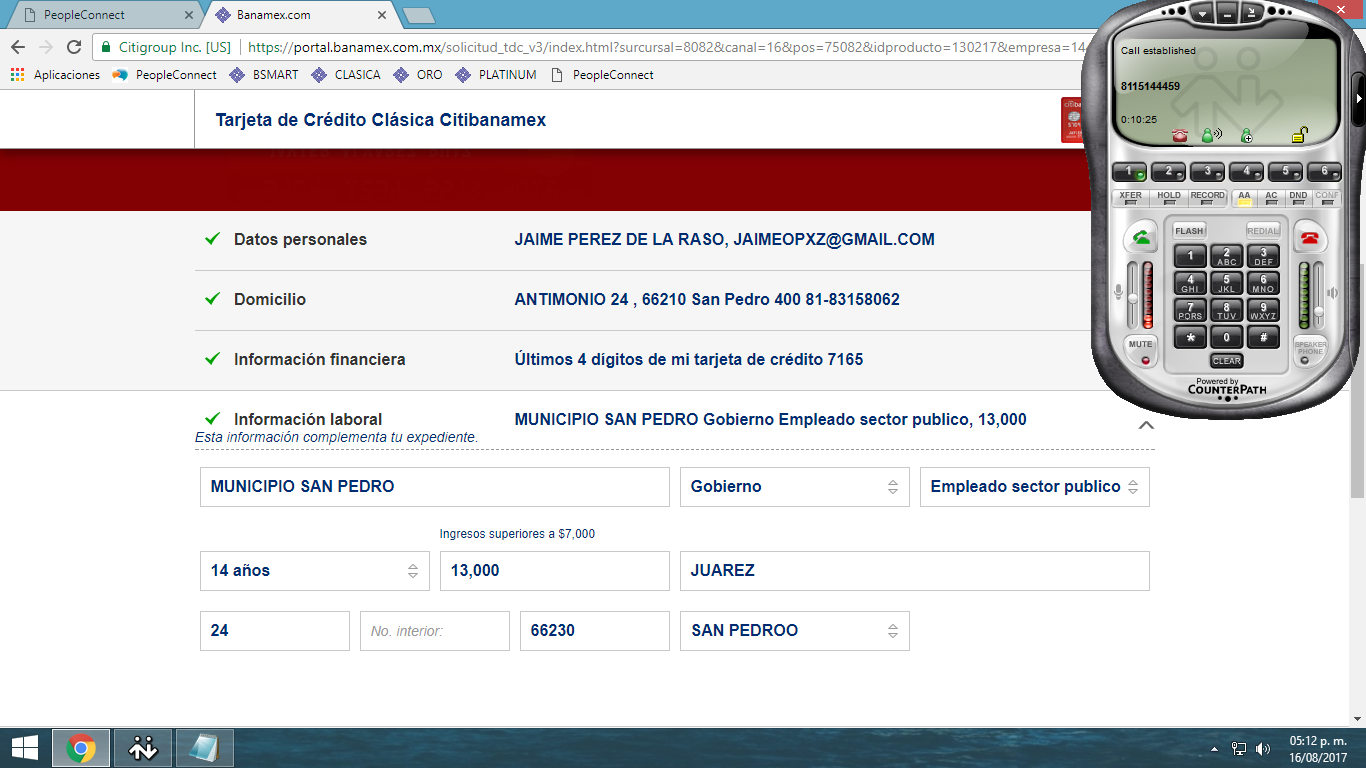 PeopleConnect
Banamex.com
Citigroup Inc. [US]
https://portal.banamex.com.mx/solicitud_tdc_v3/index.html?surcursal=8082&canal=16&pos=75082&idproducto=130217&empresa=14
Aplicaciones PeopleConnect BSMART CLASICA ORO PLATINUM PeopleConnect
Tarjeta de Crédito Clásica Citibanamex
Datos personales JAIME PEREZ DE LA RASO, JAIMEOPXZ@GMAIL.COM
Domicilio ANTIMONIO 24 , 66210 San Pedro 400 81-83158062
Información financiera Últimos 4 dígitos de mi tarjeta de crédito 7165
Información laboral MUNICIPIO SAN PEDRO Gobierno Empleado sector publico, 13,000
Esta información complementa tu expediente.
MUNICIPIO SAN PEDRO Gobierno Empleado sector publico
Ingresos superiores a $7,000
14 años 13,000 JUAREZ
24 No. interior: 66230 SAN PEDROO
Call established
8115144459
0:10:25
1 2 3 4 5 6
XFER HOLD RECORD AA AC DND CONF
FLASH REDIAL
1 2 ABC 3 DEF
4 GHI 5 JKL 6 MNO
7 PQRS 8 TUV 9 WXYZ
* 0 #
MUTE CLEAR SPEAKER PHONE
Powered by
COUNTERPATH
05:12 p. m.
16/08/2017